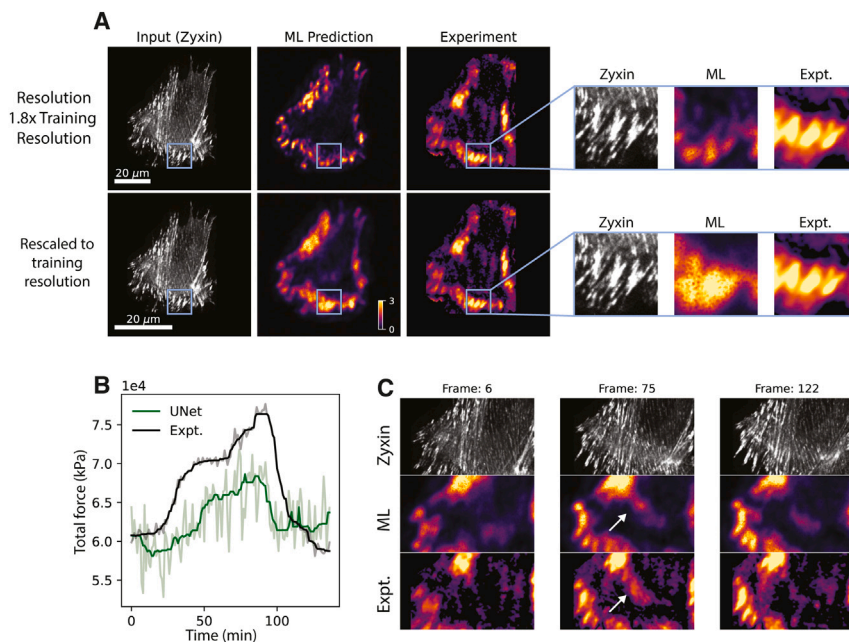 A
Input (Zyxin)
ML Prediction
Experiment
Resolution
1.8x Training
Resolution
20 μm
Zyxin
ML
Expt.
Rescaled to
training
resolution
20 μm
3
0
Zyxin
ML
Expt.
B
1e4
UNet
Expt.
7.5
7.0
6.5
6.0
5.5
Total force (kPa)
0
50
100
Time (min)
C
Frame: 6
Frame: 75
Frame: 122
Zyxin
ML
Expt.